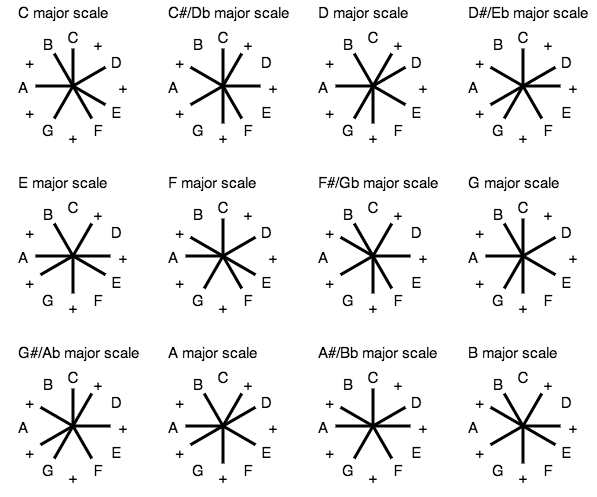 C major scale
C
B +
+ D
A +
+ E
G F
+
C#/Db major scale
C
B +
+ D
A +
+ E
G F
+
D major scale
C
B +
+ D
A +
+ E
G F
+
D#/Eb major scale
C
B +
+ D
A +
+ E
G F
+
E major scale
C
B +
+ D
A +
+ E
G F
+
F major scale
C
B +
+ D
A +
+ E
G F
+
F#/Gb major scale
C
B +
+ D
A +
+ E
G F
+
G major scale
C
B +
+ D
A +
+ E
G F
+
G#/Ab major scale
C
B +
+ D
A +
+ E
G F
+
A major scale
C
B +
+ D
A +
+ E
G F
+
A#/Bb major scale
C
B +
+ D
A +
+ E
G F
+
B major scale
C
B +
+ D
A +
+ E
G F
+